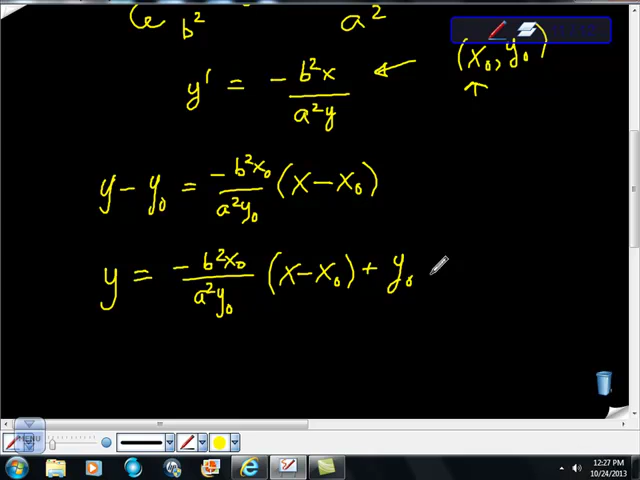 b² a²
y' = -b²x/a²y (x₀, y₀)
y - y₀ = -b²x₀/a²y₀ (x - x₀)
y = -b²x₀/a²y₀ (x - x₀) + y₀
MENU
12:27 PM
10/24/2013